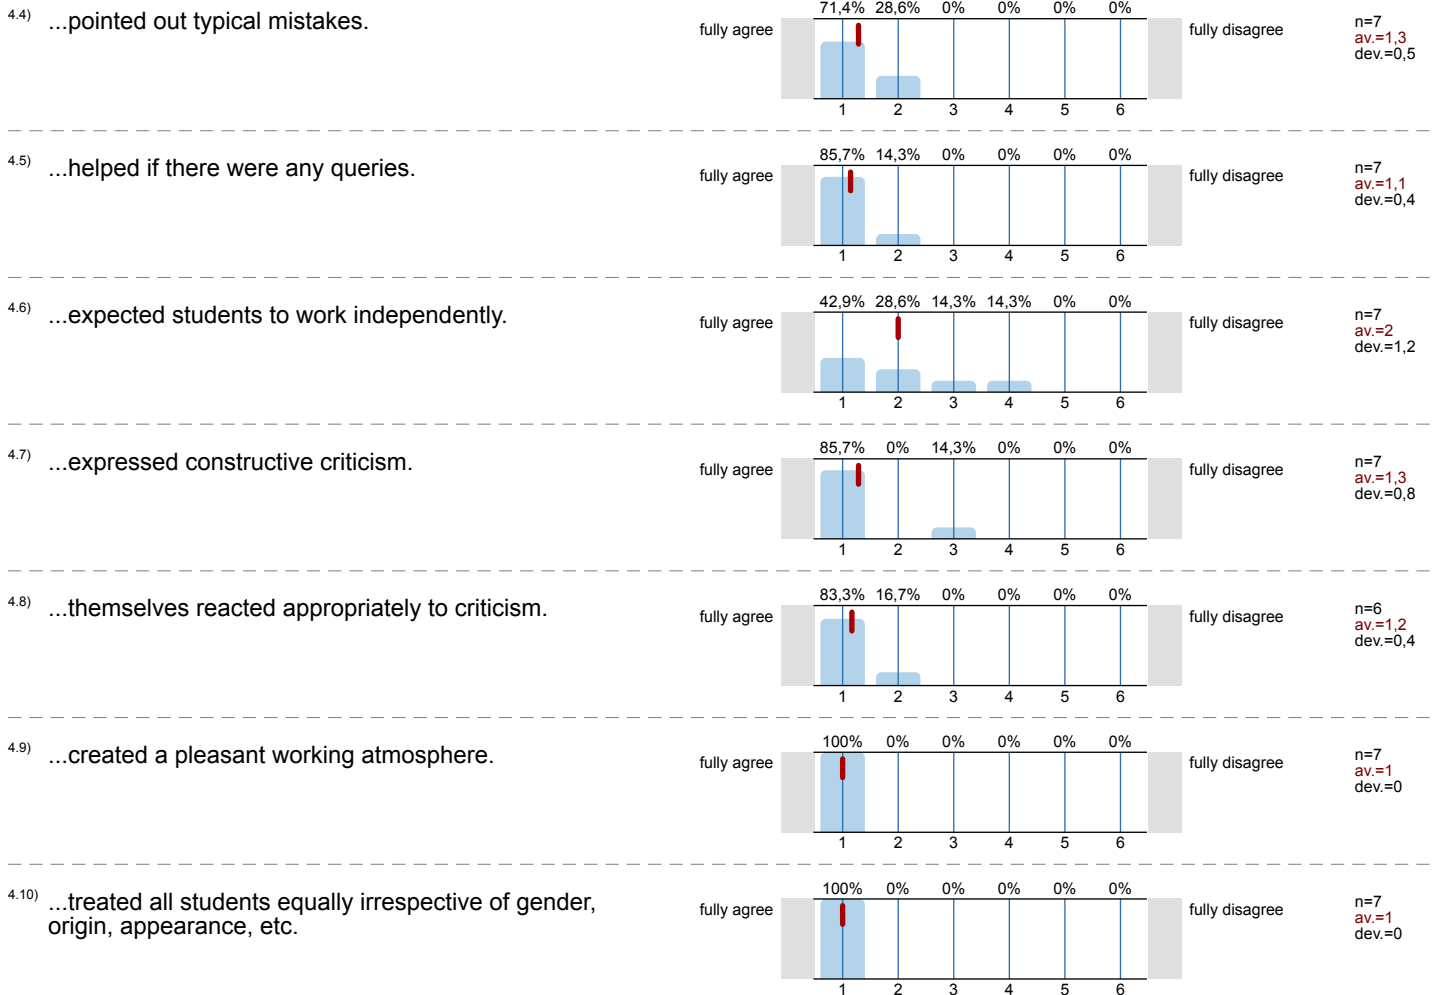 4.4) ...pointed out typical mistakes.
71,4% 28,6% 0% 0% 0% 0%
fully agree fully disagree
n=7
av.=1,3
dev.=0,5
1 2 3 4 5 6
4.5) ...helped if there were any queries.
85,7% 14,3% 0% 0% 0% 0%
fully agree fully disagree
n=7
av.=1,1
dev.=0,4
1 2 3 4 5 6
4.6) ...expected students to work independently.
42,9% 28,6% 14,3% 14,3% 0% 0%
fully agree fully disagree
n=7
av.=2
dev.=1,2
1 2 3 4 5 6
4.7) ...expressed constructive criticism.
85,7% 0% 14,3% 0% 0% 0%
fully agree fully disagree
n=7
av.=1,3
dev.=0,8
1 2 3 4 5 6
4.8) ...themselves reacted appropriately to criticism.
83,3% 16,7% 0% 0% 0% 0%
fully agree fully disagree
n=6
av.=1,2
dev.=0,4
1 2 3 4 5 6
4.9) ...created a pleasant working atmosphere.
100% 0% 0% 0% 0% 0%
fully agree fully disagree
n=7
av.=1
dev.=0
1 2 3 4 5 6
4.10) ...treated all students equally irrespective of gender,
origin, appearance, etc.
100% 0% 0% 0% 0% 0%
fully agree fully disagree
n=7
av.=1
dev.=0
1 2 3 4 5 6